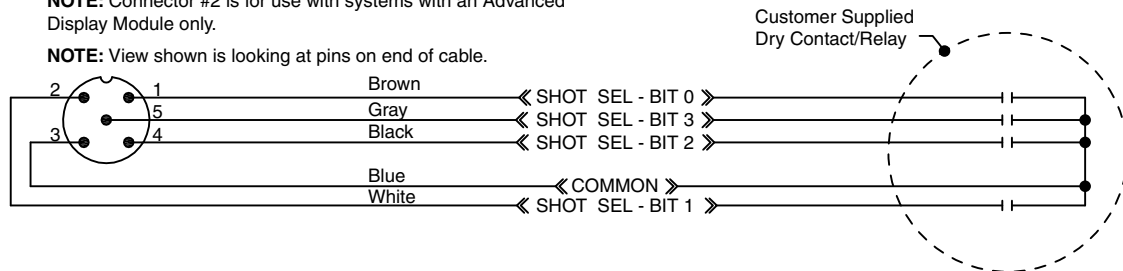 NOTE: Connector #2 is for use with systems with an Advanced
Display Module only.
NOTE: View shown is looking at pins on end of cable.
Customer Supplied
Dry Contact/Relay
2
1
Brown
SHOT SEL - BIT 0
5
Gray
SHOT SEL - BIT 3
3
4
Black
SHOT SEL - BIT 2
Blue
COMMON
White
SHOT SEL - BIT 1